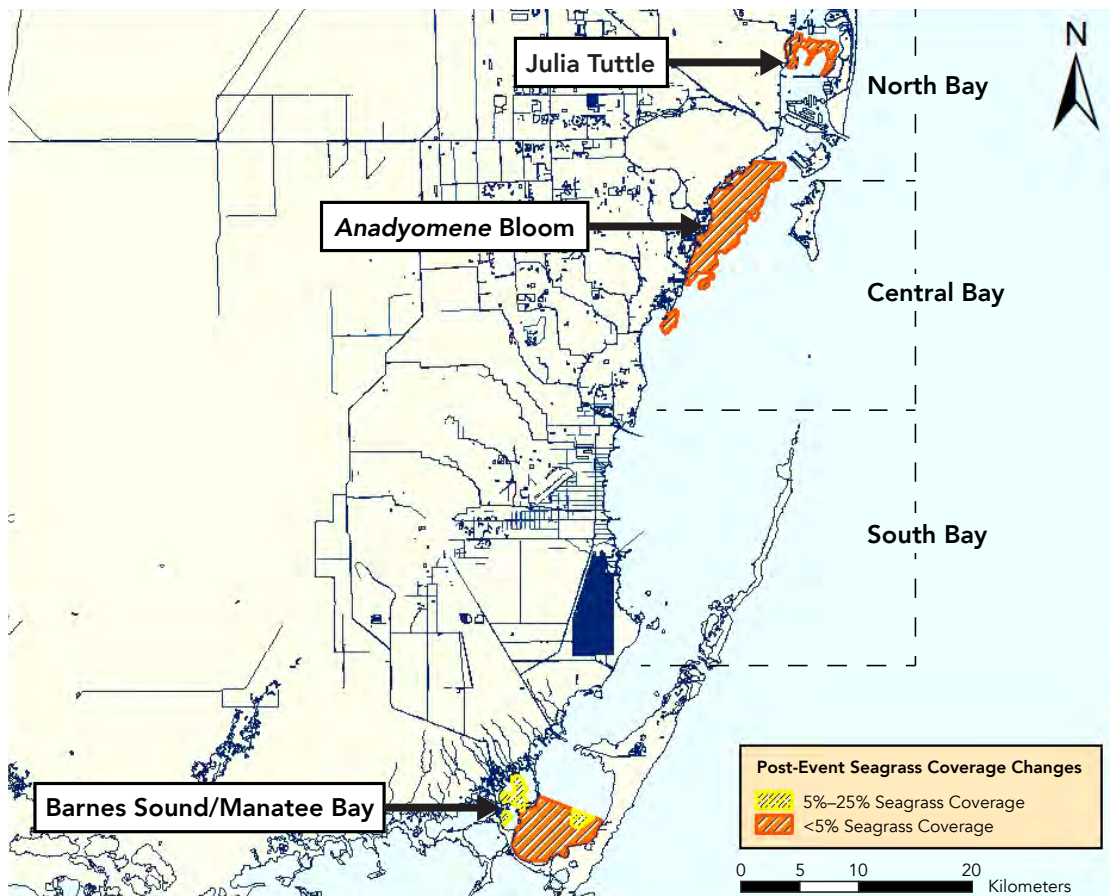 N
Julia Tuttle
North Bay
Anadyomene Bloom
Central Bay
South Bay
Barnes Sound/Manatee Bay
Post-Event Seagrass Coverage Changes
5%–25% Seagrass Coverage
<5% Seagrass Coverage
0 5 10 20
Kilometers